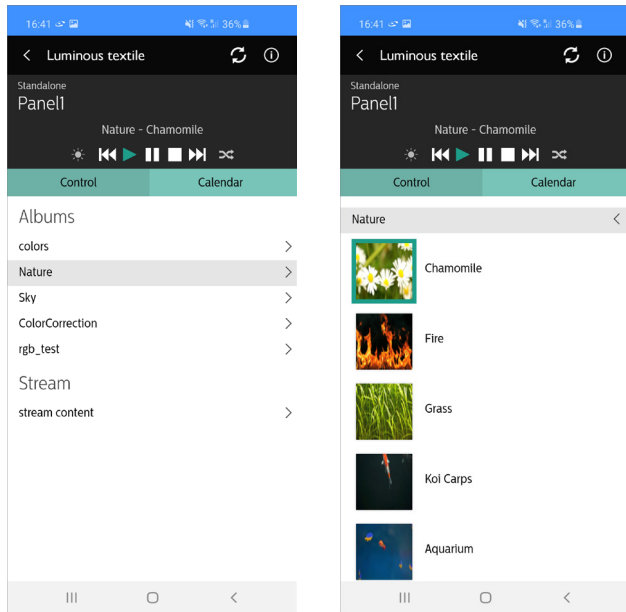 16:41 36%
Luminous textile
Standalone
Panel1
Nature - Chamomile
Control Calendar
Albums
colors
Nature
Sky
ColorCorrection
rgb_test
Stream
stream content
16:41 36%
Luminous textile
Standalone
Panel1
Nature - Chamomile
Control Calendar
Nature
Chamomile
Fire
Grass
Koi Carps
Aquarium